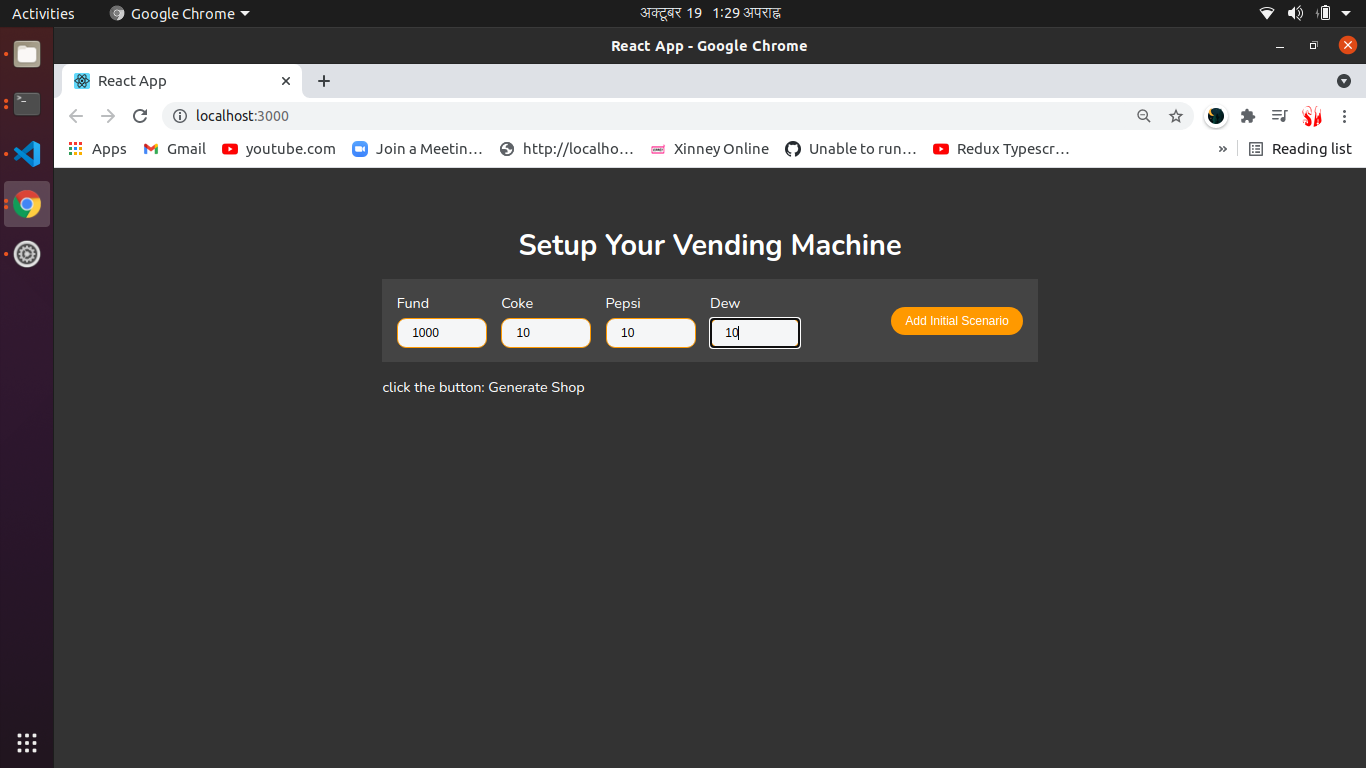 Activities Google Chrome अक्टूबर 19 1:29 अपराह्न
React App - Google Chrome
React App
localhost:3000
Apps Gmail youtube.com Join a Meetin… http://localho… Xinney Online Unable to run… Redux Typescr… » Reading list
Setup Your Vending Machine
Fund Coke Pepsi Dew
1000 10 10 10 Add Initial Scenario
click the button: Generate Shop